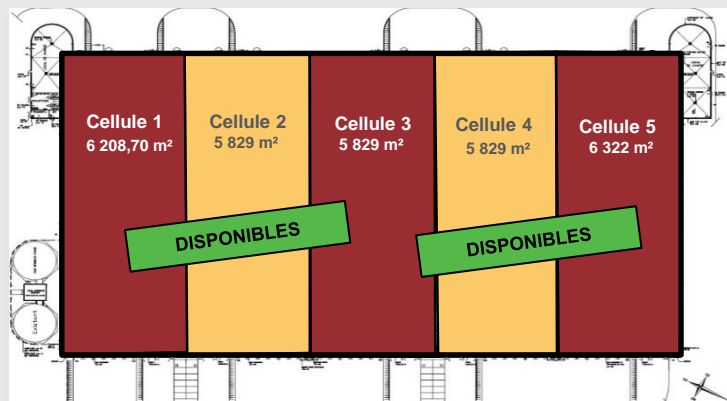 Cellule 1
6 208,70 m²
Cellule 2
5 829 m²
Cellule 3
5 829 m²
Cellule 4
5 829 m²
Cellule 5
6 322 m²
DISPONIBLES
DISPONIBLES
Existant